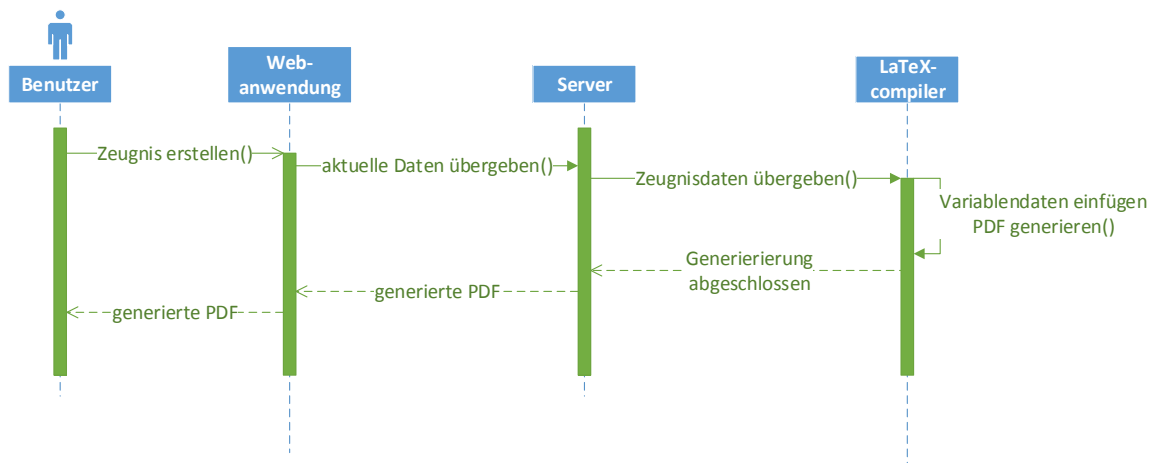 Benutzer
Web-
anwendung
Server
LaTeX-
compiler
Zeugnis erstellen()
aktuelle Daten übergeben()
Zeugnisdaten übergeben()
Variablendaten einfügen
PDF generieren()
Generierierung
abgeschlossen
generierte PDF
generierte PDF